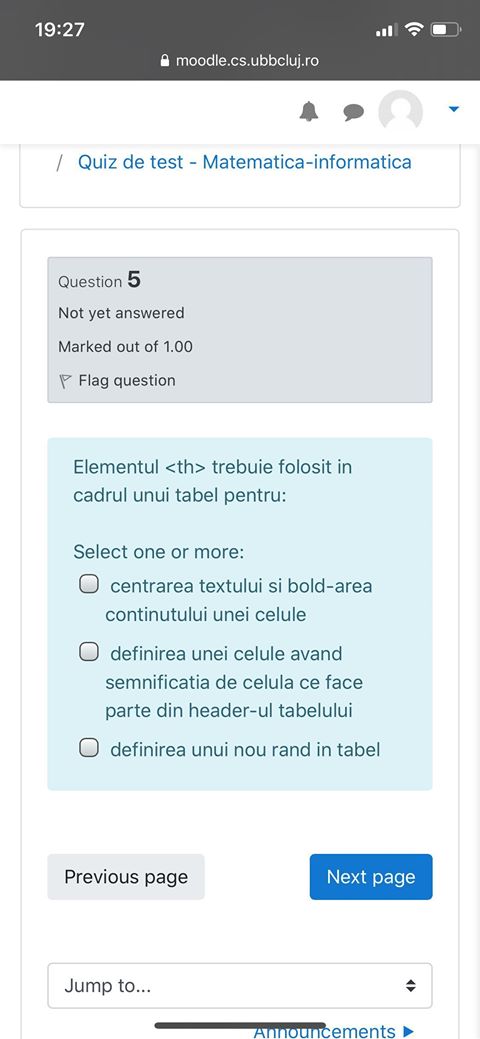 19:27
moodle.cs.ubbcluj.ro
/ Quiz de test - Matematica-informatica
Question 5
Not yet answered
Marked out of 1.00
Flag question
Elementul <th> trebuie folosit in
cadrul unui tabel pentru:
Select one or more:
centrarea textului si bold-area
continutului unei celule
definirea unei celule avand
semnificatia de celula ce face
parte din header-ul tabelului
definirea unui nou rand in tabel
Previous page
Next page
Jump to...
Announcements ►